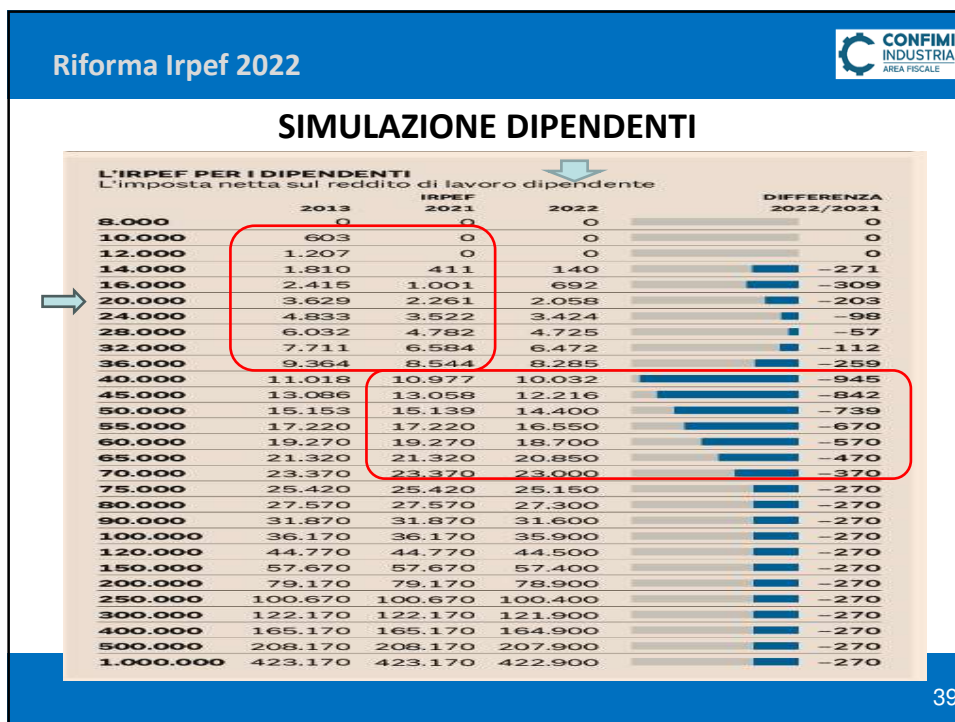 Riforma Irpef 2022
CONFIMI
INDUSTRIA
AREA FISCALE
SIMULAZIONE DIPENDENTI
L'IRPEF PER I DIPENDENTI
L'imposta netta sul reddito di lavoro dipendente
IRPEF DIFFERENZA
2013 2021 2022 2022/2021
8.000 0 0 0 0
10.000 603 0 0 0
12.000 1.207 0 0 0
14.000 1.810 411 140 −271
16.000 2.415 1.001 692 −309
20.000 3.629 2.261 2.058 −203
24.000 4.833 3.522 3.424 −98
28.000 6.032 4.782 4.725 −57
32.000 7.711 6.584 6.472 −112
36.000 9.364 8.544 8.285 −259
40.000 11.018 10.977 10.032 −945
45.000 13.086 13.058 12.216 −842
50.000 15.153 15.139 14.400 −739
55.000 17.220 17.220 16.550 −670
60.000 19.270 19.270 18.700 −570
65.000 21.320 21.320 20.850 −470
70.000 23.370 23.370 23.000 −370
75.000 25.420 25.420 25.150 −270
80.000 27.570 27.570 27.300 −270
90.000 31.870 31.870 31.600 −270
100.000 36.170 36.170 35.900 −270
120.000 44.770 44.770 44.500 −270
150.000 57.670 57.670 57.400 −270
200.000 79.170 79.170 78.900 −270
250.000 100.670 100.670 100.400 −270
300.000 122.170 122.170 121.900 −270
400.000 165.170 165.170 164.900 −270
500.000 208.170 208.170 207.900 −270
1.000.000 423.170 423.170 422.900 −270
39